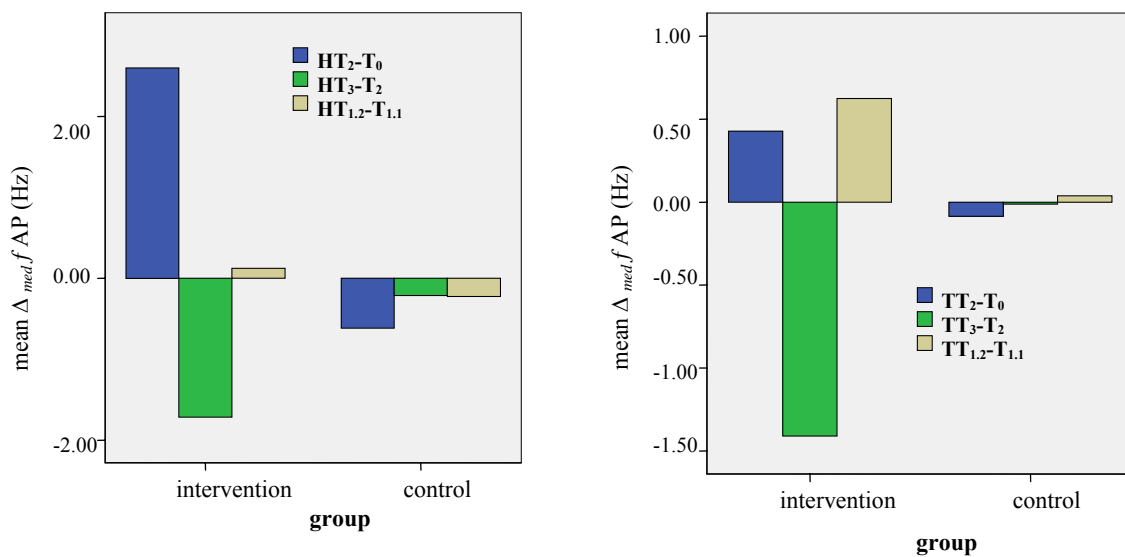 HT₂-T₀
HT₃-T₂
HT₁.₂-T₁.₁
2.00
0.00
-2.00
mean Δ med f AP (Hz)
intervention control
group
1.00
0.50
0.00
-0.50
-1.00
-1.50
mean Δ med f AP (Hz)
TT₂-T₀
TT₃-T₂
TT₁.₂-T₁.₁
intervention control
group